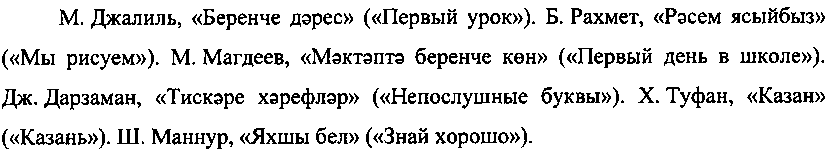 М. Джалиль, «Беренче дәрес» («Первый урок»). Б. Рахмет, «Рәсем ясыйбыз»
(«Мы рисуем»). М. Магдеев, «Мәктәптә беренче көн» («Первый день в школе»).
Дж. Дарзаман, «Тискәре хәрефләр» («Непослушные буквы»). Х. Туфан, «Казан»
(«Казань»). Ш. Маннур, «Яхшы бел» («Знай хорошо»).